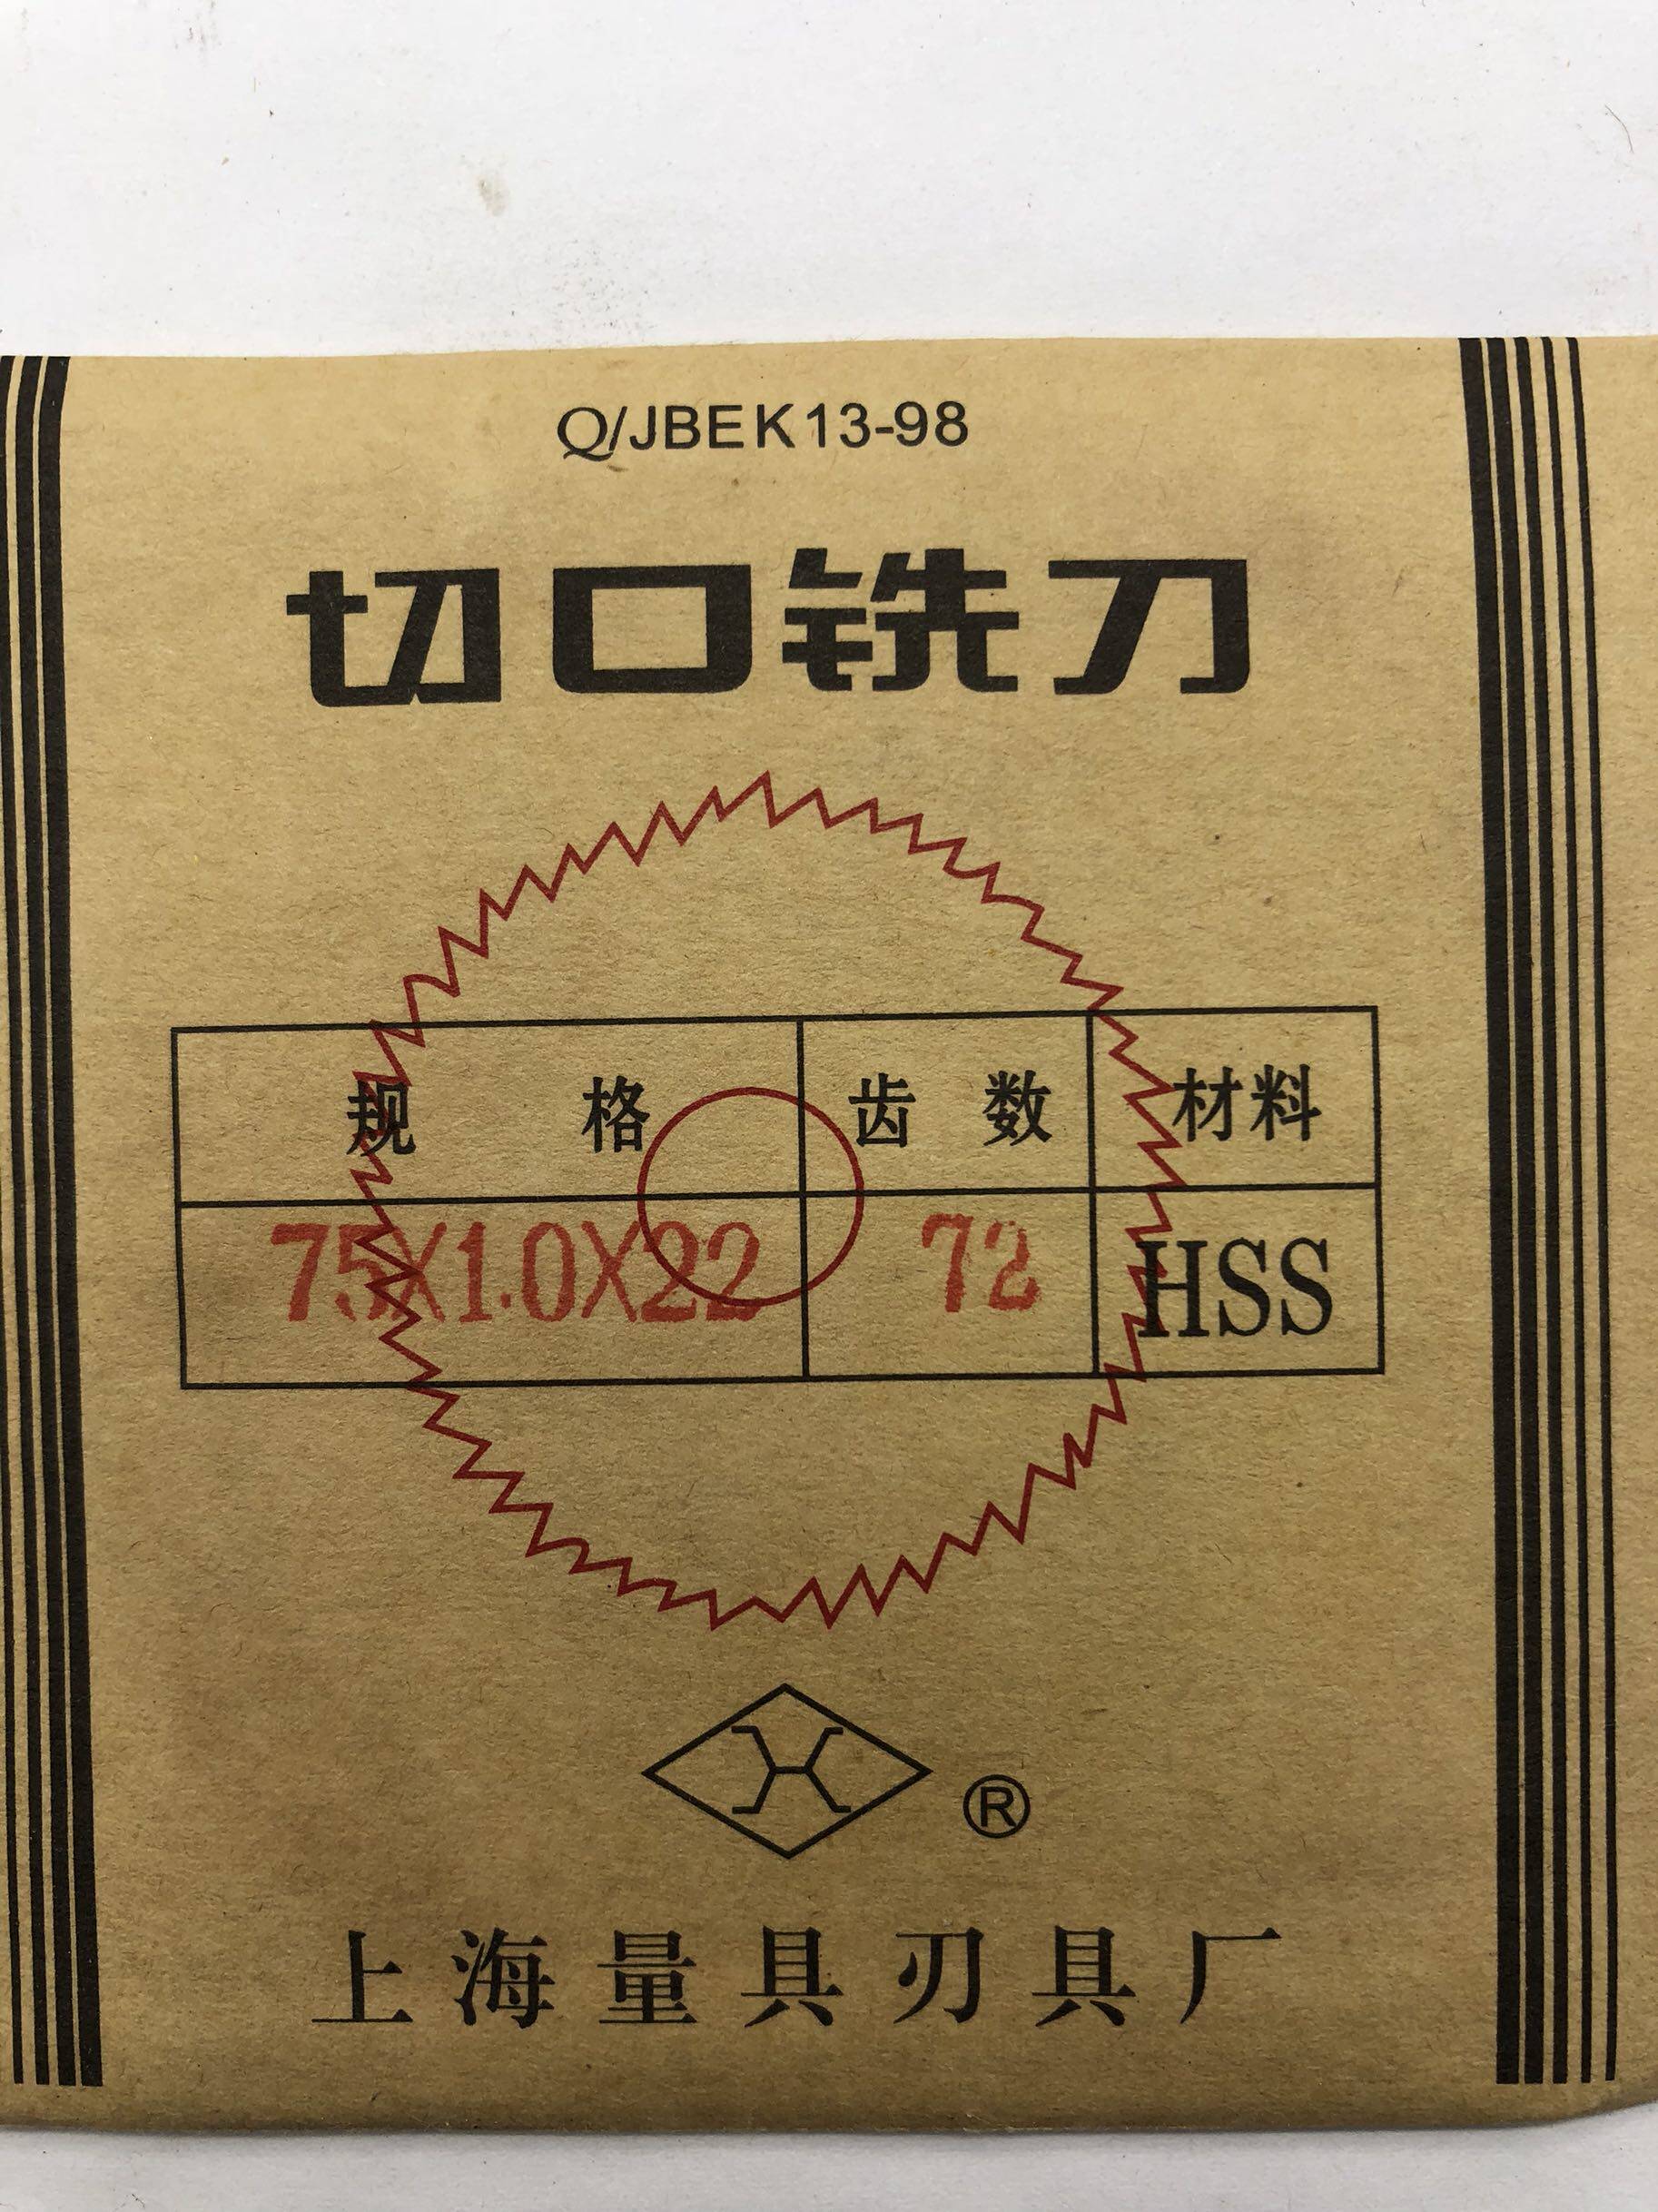 Q/JBEK13-98
切口铣刀
规格 齿数 材料
75X1.0X22 72 HSS
®
上海量具刃具厂